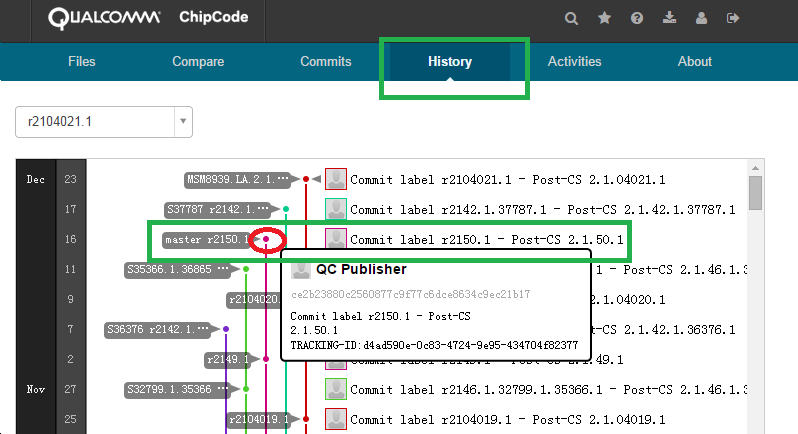 QUALCOMM ChipCode
Files Compare Commits History Activities About
r2104021.1
Dec 23 MSM8939.LA.2.1.… Commit label r2104021.1 - Post-CS 2.1.04021.1
17 S37787 r2142.1.… Commit label r2142.1.37787.1 - Post-CS 2.1.42.1.37787.1
16 master r2150.1 Commit label r2150.1 - Post-CS 2.1.50.1
11 S35366.1.36865 … .1 - Post-CS 2.1.46.1.3
QC Publisher
ce2b23880c2560877c9f77c6dce8634c9ec21b17
9 r2104020. .1.04020.1
Commit label r2150.1 - Post-CS
2.1.50.1
7 S36376 r2142.1.… .1.42.1.36376.1
TRACKING-ID:d4ad590e-0c83-4724-9e95-434704f82377
2 r2149.1 .49.1
Nov 27 S32799.1.35366 … Commit label r2146.1.32799.1.35366.1 - Post-CS 2.1.46.1.3
25 r2104019.1 Commit label r2104019.1 - Post-CS 2.1.04019.1